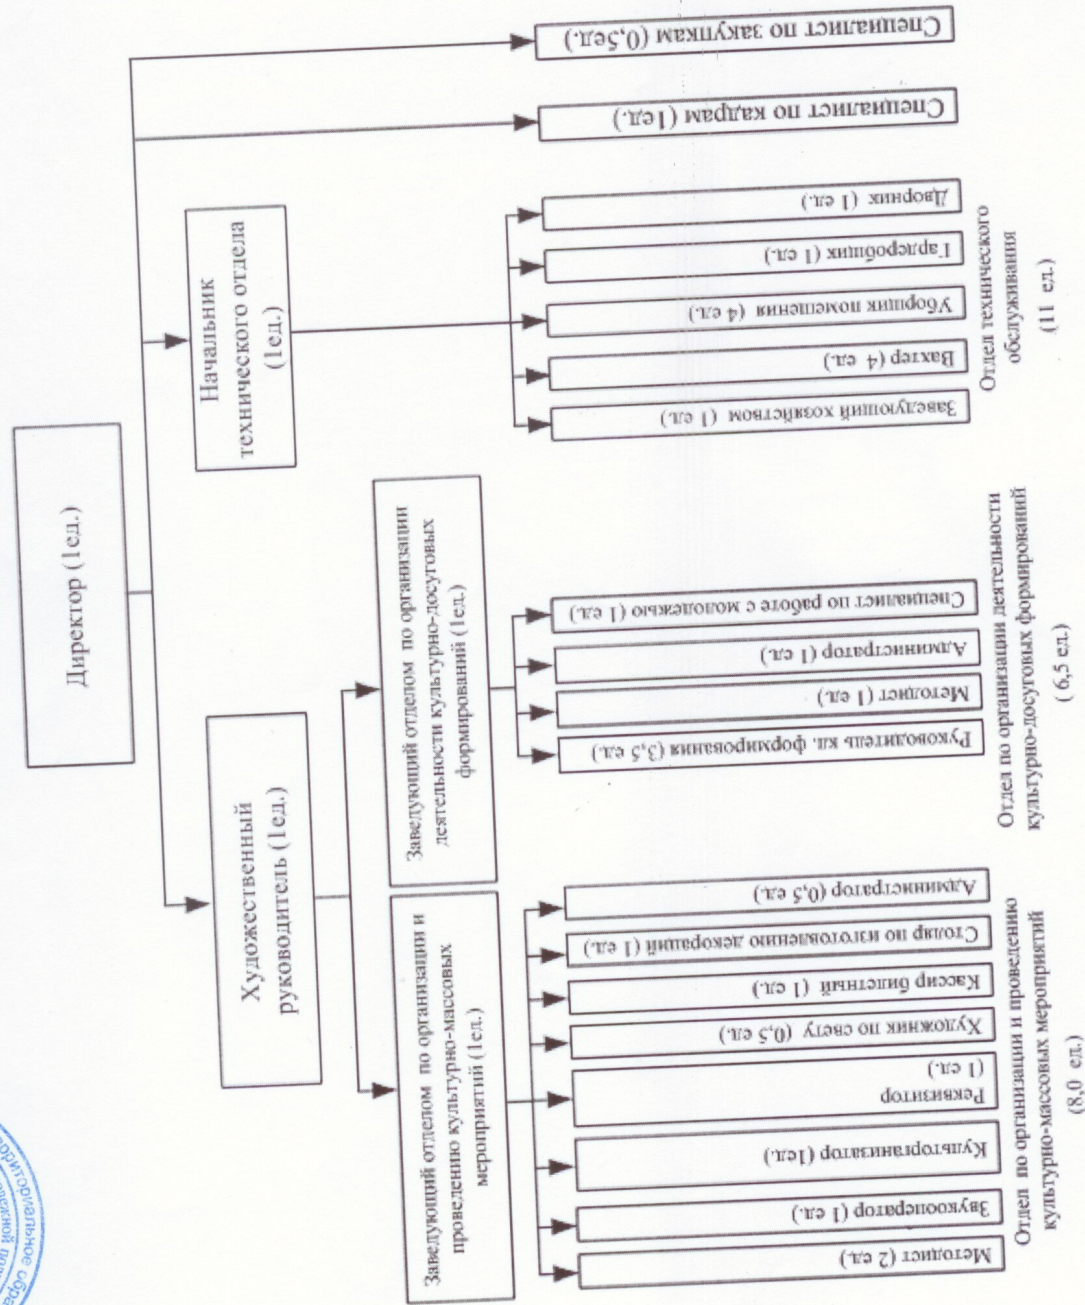 Директор (1ед.)
Художественный
руководитель (1ед.)
Начальник
технического отдела
(1ед.)
Заведующий отделом по организации и
проведению культурно-массовых
мероприятий (1ед.)
Заведующий отделом по организации
деятельности культурно-досуговых
формирований (1ед.)
Методист (2 ед.)
Звукооператор (1 ед.)
Культорганизатор (1ед.)
Реквизитор
(1 ед.)
Художник по свету (0,5 ед.)
Кассир билетный (1 ед.)
Столяр по изготовлению декораций (1 ед.)
Администратор (0,5 ед.)
Отдел по организации и проведению
культурно-массовых мероприятий
(8,0 ед.)
Руководитель кл. формирования (3,5 ед.)
Методист (1 ед.)
Администратор (1 ед.)
Специалист по работе с молодежью (1 ед.)
Отдел по организации деятельности
культурно-досуговых формирований
( 6,5 ед.)
Заведующий хозяйством (1 ед.)
Вахтер (4 ед.)
Уборщик помещения (4 ед.)
Гардеробщик (1 ед.)
Дворник (1 ед.)
Отдел технического
обслуживания
(11 ед.)
Специалист по кадрам (1ед.)
Специалист по закупкам (0,5ед.)